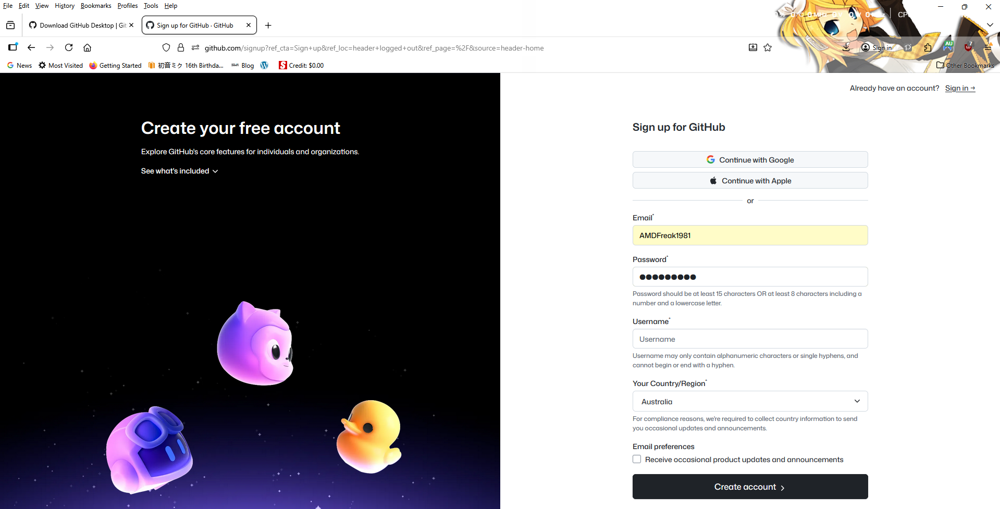 File Edit View History Bookmarks Profiles Tools Help
Download GitHub Desktop | Git
Sign up for GitHub · GitHub
github.com/signup?ref_cta=Sign+up&ref_loc=header+logged+out&ref_page=%2F&source=header-home
Sign in
AU
7
News Most Visited Getting Started 初音ミク 16th Birthda... Blog Credit: $0.00 Other Bookmarks
Already have an account? Sign in →
Create your free account
Explore GitHub's core features for individuals and organizations.
See what's included
Sign up for GitHub
Continue with Google
Continue with Apple
or
Email*
AMDFreak1981
Password*
●●●●●●●●●
Password should be at least 15 characters OR at least 8 characters including a
number and a lowercase letter.
Username*
Username
Username may only contain alphanumeric characters or single hyphens, and
cannot begin or end with a hyphen.
Your Country/Region*
Australia
For compliance reasons, we're required to collect country information to send
you occasional updates and announcements.
Email preferences
Receive occasional product updates and announcements
Create account